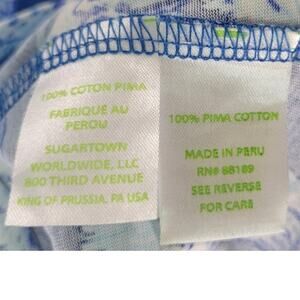 100% COTON PIMA
FABRIQUE AU
PEROU
SUGARTOWN
WORLDWIDE, LLC
800 THIRD AVENUE
KING OF PRUSSIA, PA USA
100% PIMA COTTON
MADE IN PERU
RN# 88189
SEE REVERSE
FOR CARE